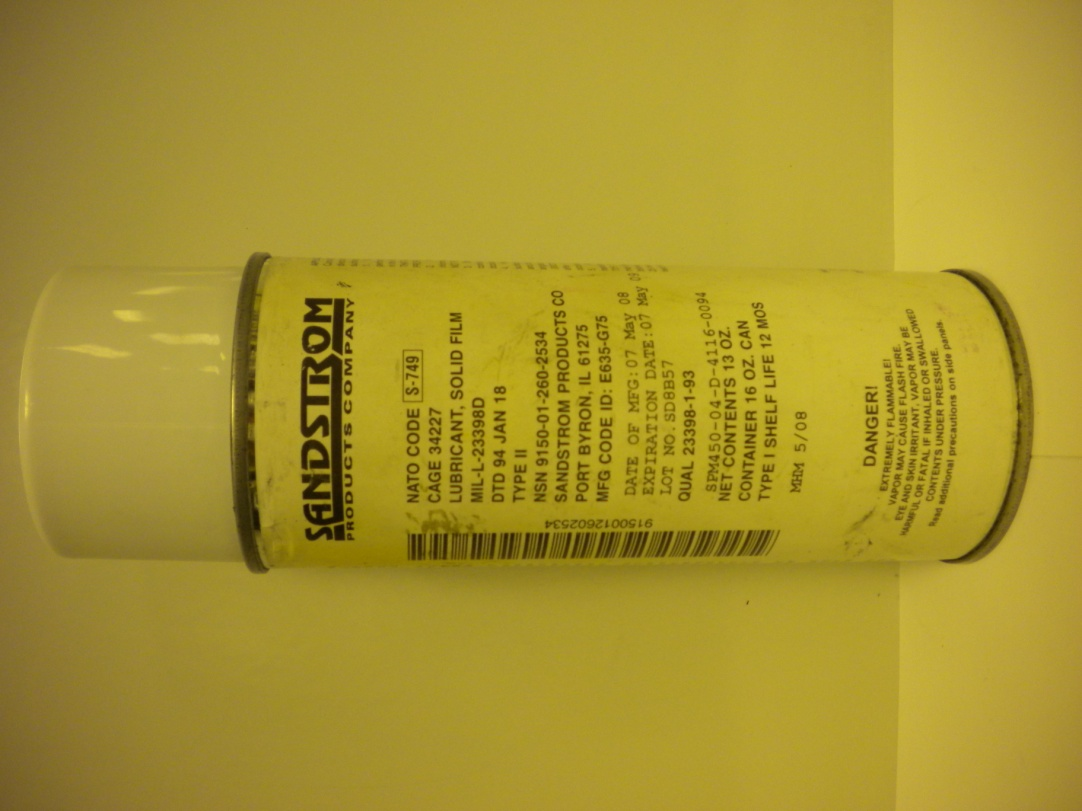 SANDSTROM
PRODUCTS COMPANY
NATO CODE S-749
CAGE 34227
LUBRICANT, SOLID FILM
MIL-L-23398D
DTD 94 JAN 18
TYPE II
NSN 9150-01-260-2534
SANDSTROM PRODUCTS CO
PORT BYRON, IL 61275
MFG CODE ID: E635-G75
DATE OF MFG:07 May 08
EXPIRATION DATE:07 May 09
LOT NO.SD8B57
QUAL 23398-1-93
SPM450-04-D-4116-0094
NET CONTENTS 13 OZ.
CONTAINER 16 OZ. CAN
TYPE I SHELF LIFE 12 MOS
MHM 5/08
9150012602534
DANGER!
EXTREMELY FLAMMABLE!
VAPOR MAY CAUSE FLASH FIRE.
EYE AND SKIN IRRITANT, VAPOR MAY BE
HARMFUL OR FATAL IF INHALED OR SWALLOWED
CONTENTS UNDER PRESSURE.
Read additional precautions on side panels.